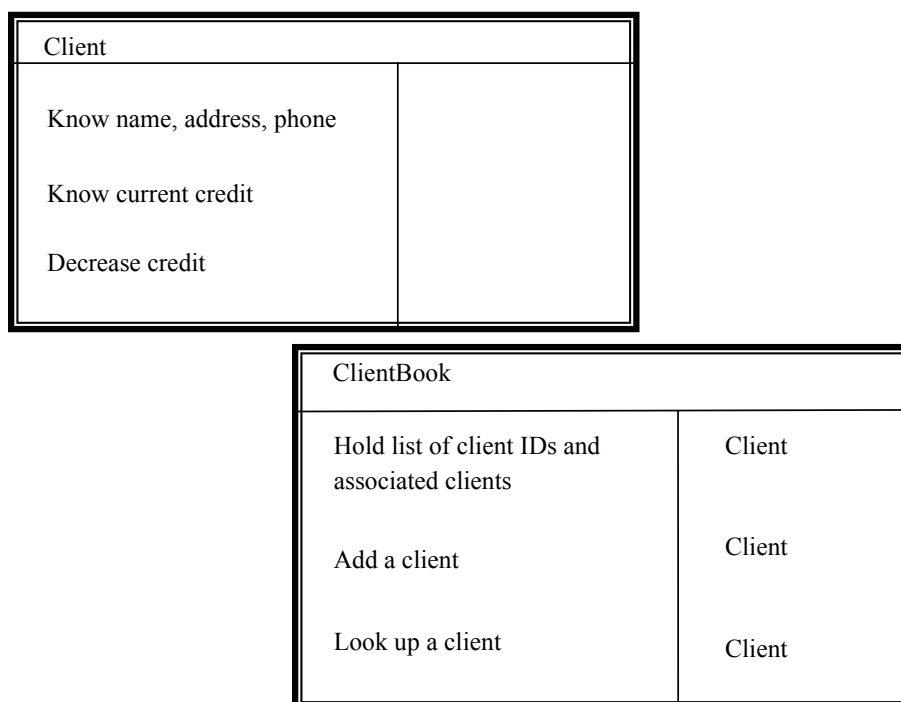 Client
Know name, address, phone
Know current credit
Decrease credit
ClientBook
Hold list of client IDs and
associated clients
Client
Add a client
Client
Look up a client
Client